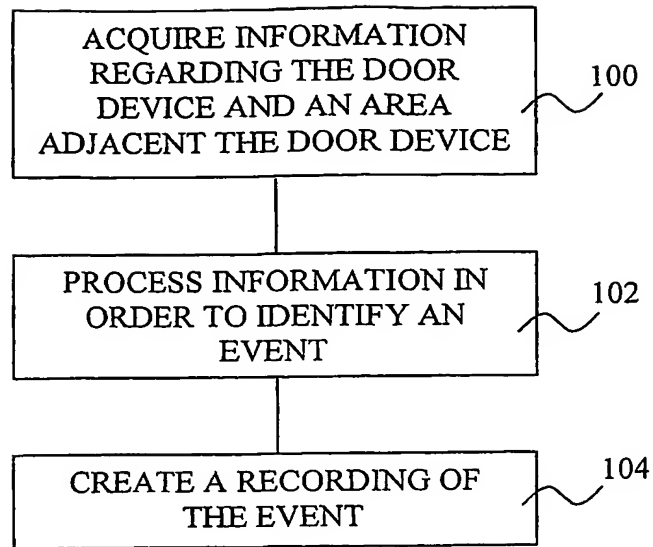 ACQUIRE INFORMATION
REGARDING THE DOOR
DEVICE AND AN AREA
ADJACENT THE DOOR DEVICE
100
PROCESS INFORMATION IN
ORDER TO IDENTIFY AN
EVENT
102
CREATE A RECORDING OF
THE EVENT
104